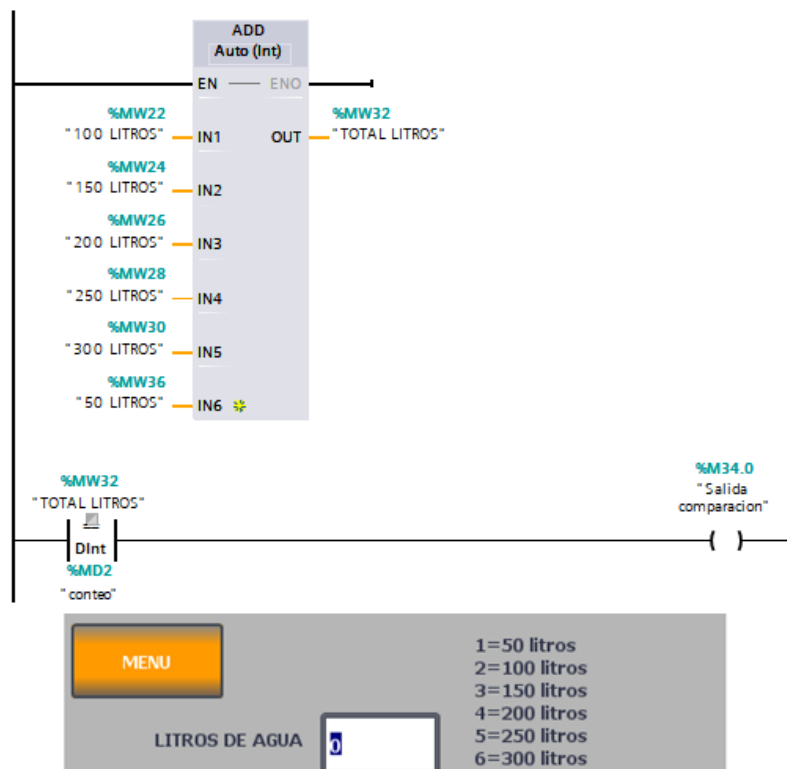 ADD
Auto (Int)
EN ENO
%MW22
"100 LITROS" IN1
%MW32
OUT "TOTAL LITROS"
%MW24
"150 LITROS" IN2
%MW26
"200 LITROS" IN3
%MW28
"250 LITROS" IN4
%MW30
"300 LITROS" IN5
%MW36
"50 LITROS" IN6
%MW32
"TOTAL LITROS"
==
DInt
%MD2
"conteo"
%M34.0
"Salida
comparacion"
( )
MENU
LITROS DE AGUA 0
1=50 litros
2=100 litros
3=150 litros
4=200 litros
5=250 litros
6=300 litros